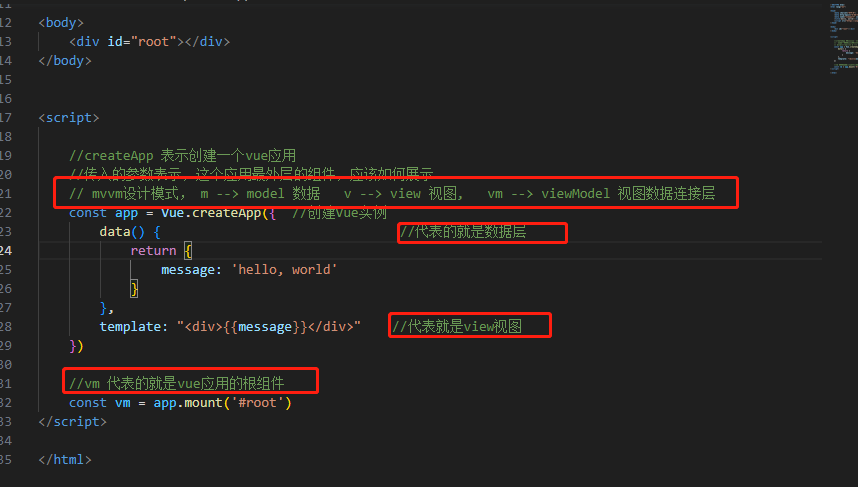 12 <body>
13 <div id="root"></div>
14 </body>
15
16
17 <script>
18
19 //createApp 表示创建一个vue应用
20 //传入的参数表示，这个应用最外层的组件，应该如何展示
21 // mvvm设计模式， m --> model 数据 v --> view 视图， vm --> viewModel 视图数据连接层
22 const app = Vue.createApp({ //创建Vue实例
23 data() { //代表的就是数据层
24 return {
25 message: 'hello, world'
26 }
27 },
28 template: "<div>{{message}}</div>" //代表就是view视图
29 })
30
31 //vm 代表的就是vue应用的根组件
32 const vm = app.mount('#root')
33 </script>
34
35 </html>